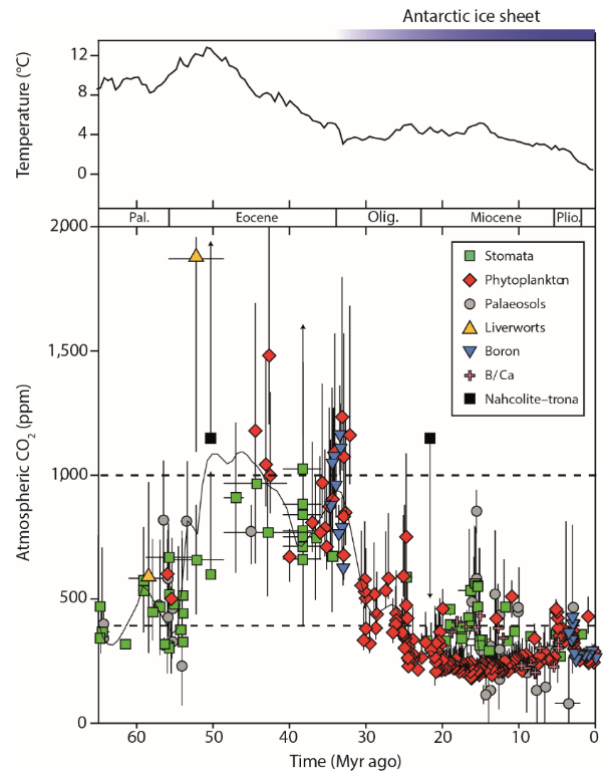 Antarctic ice sheet
12
8
4
0
Temperature (°C)
Pal. Eocene Olig. Miocene Plio.
2,000
1,500
1000
500
0
Atmospheric CO2 (ppm)
Stomata
Phytoplankton
Palaeosols
Liverworts
Boron
B/Ca
Nahcolite–trona
60 50 40 30 20 10 0
Time (Myr ago)